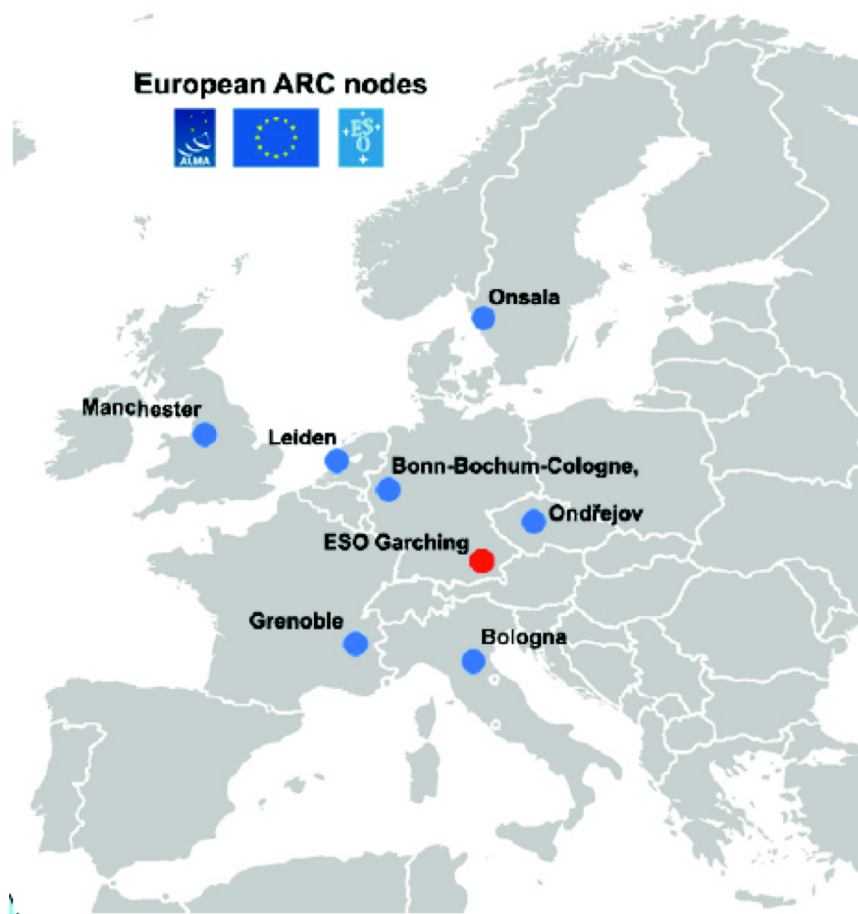 European ARC nodes
ALMA
ES
O
Onsala
Manchester
Leiden
Bonn-Bochum-Cologne,
Ondřejov
ESO Garching
Grenoble
Bologna